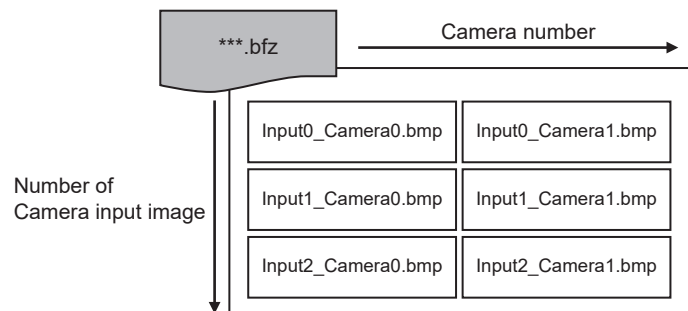 ***.bfz
Camera number
Input0_Camera0.bmp
Input0_Camera1.bmp
Number of
Camera input image
Input1_Camera0.bmp
Input1_Camera1.bmp
Input2_Camera0.bmp
Input2_Camera1.bmp